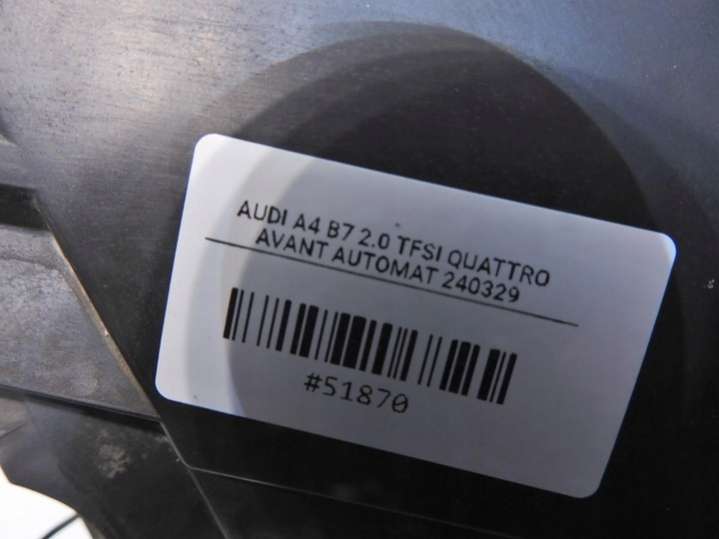 AUDI A4 B7 2.0 TFSI QUATTRO
AVANT AUTOMAT 240329
#51870